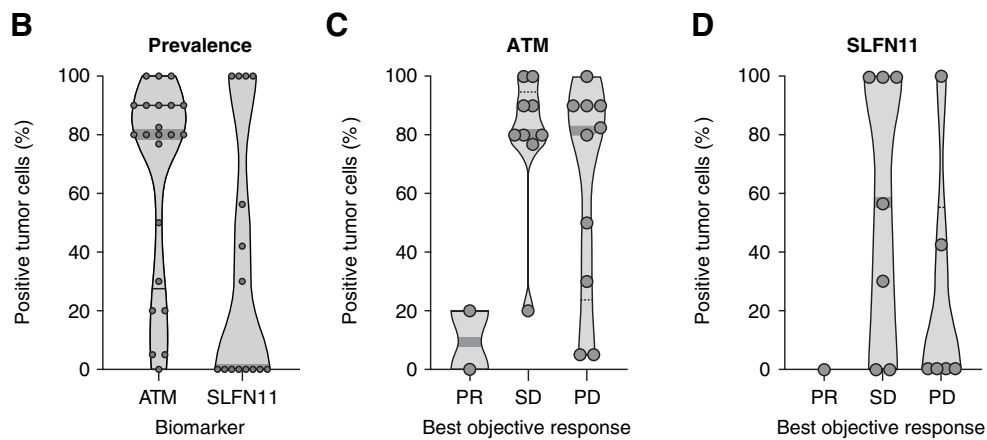 B
Prevalence
Positive tumor cells (%)
100
80
60
40
20
0
ATM SLFN11
Biomarker
C
ATM
Positive tumor cells (%)
100
80
60
40
20
0
PR SD PD
Best objective response
D
SLFN11
Positive tumor cells (%)
100
80
60
40
20
0
PR SD PD
Best objective response